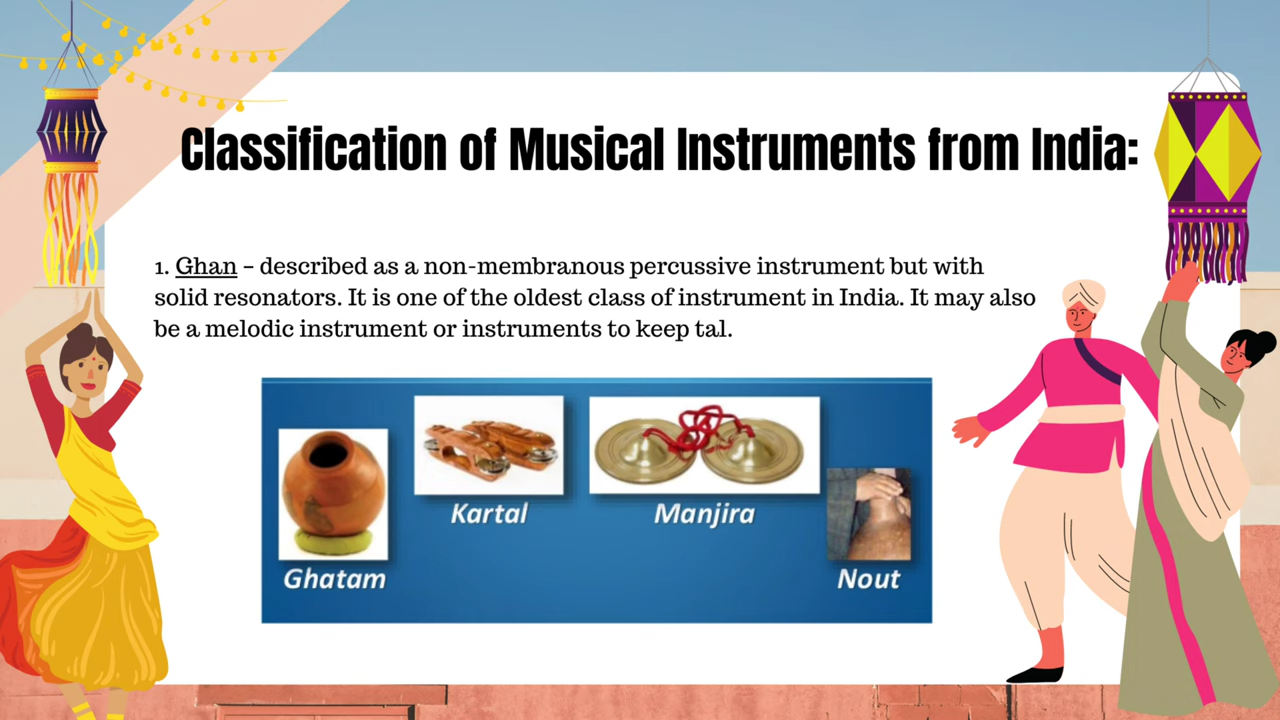 Classification of Musical Instruments from India:
1. Ghan – described as a non-membranous percussive instrument but with
solid resonators. It is one of the oldest class of instrument in India. It may also
be a melodic instrument or instruments to keep tal.
Kartal
Manjira
Ghatam
Nout